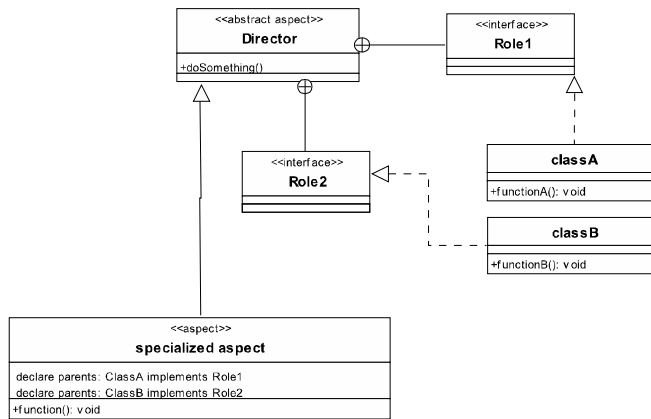 <<abstract aspect>>
Director
+doSomething()
<<interface>>
Role1
<<interface>>
Role2
classA
+functionA(): void
classB
+functionB(): void
<<aspect>>
specialized aspect
declare parents: ClassA implements Role1
declare parents: ClassB implements Role2
+function(): void